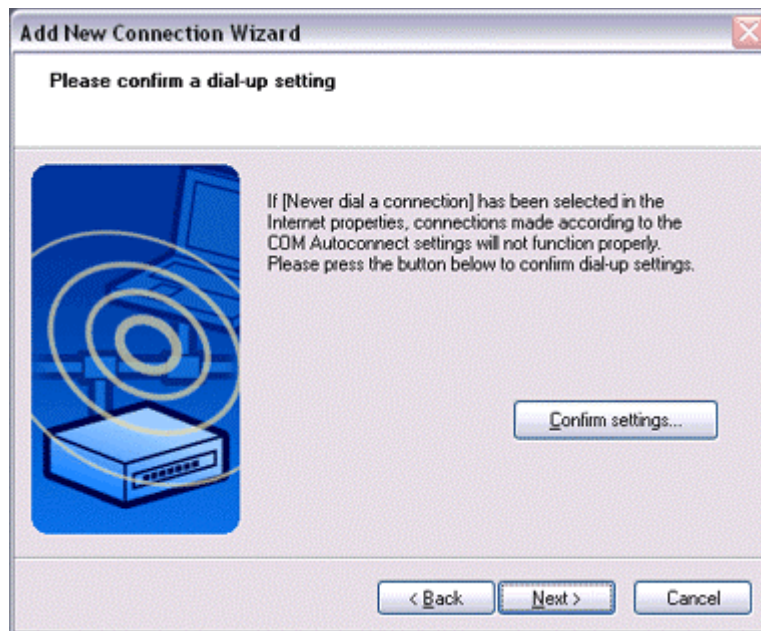 Add New Connection Wizard
Please confirm a dial-up setting
If [Never dial a connection] has been selected in the
Internet properties, connections made according to the
COM Autoconnect settings will not function properly.
Please press the button below to confirm dial-up settings.
Confirm settings...
< Back
Next >
Cancel